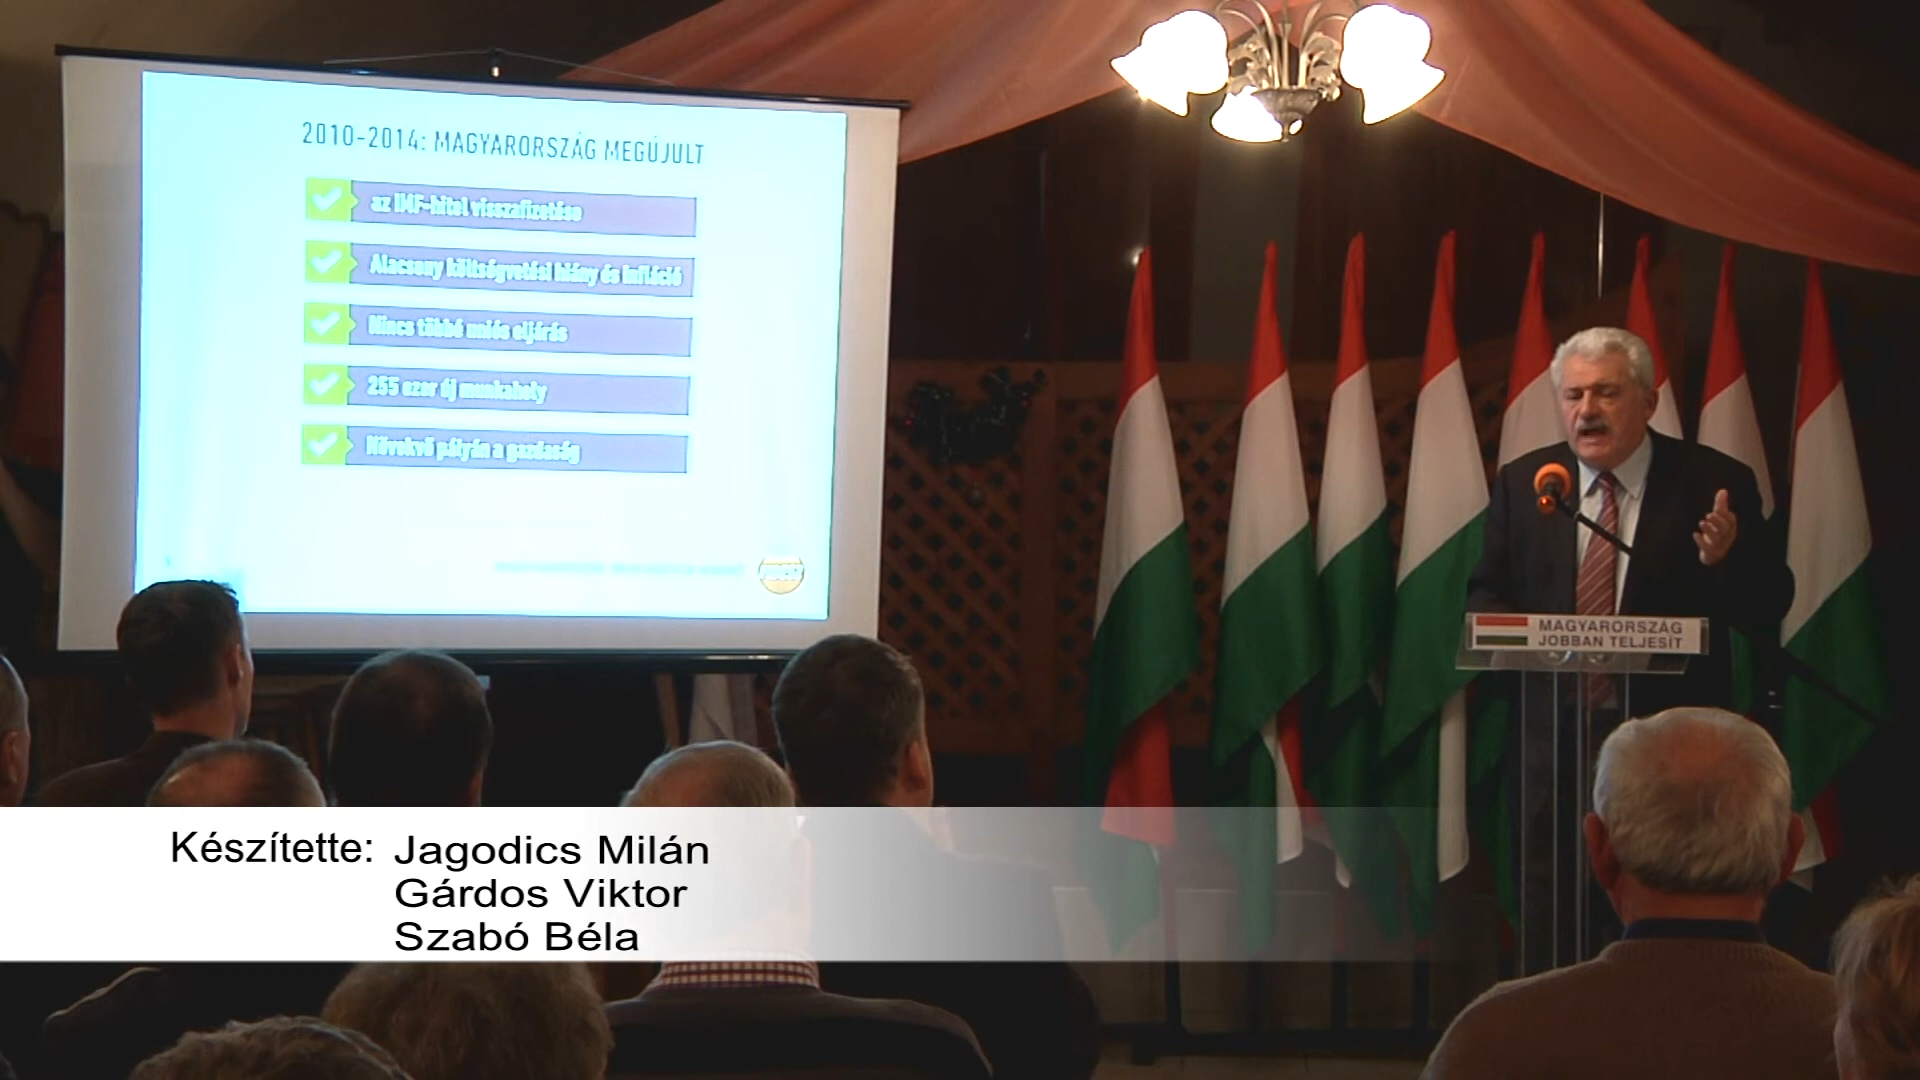 2010-2014: MAGYARORSZÁG MEGÚJULT
az IMF-hitel visszafizetése
Alacsony költségvetési hiány és infláció
Nincs többé uniós eljárás
255 ezer új munkahely
Növekvő pályán a gazdaság
MAGYARORSZÁG
JOBBAN TELJESÍT
Készítette: Jagodics Milán
Gárdos Viktor
Szabó Béla